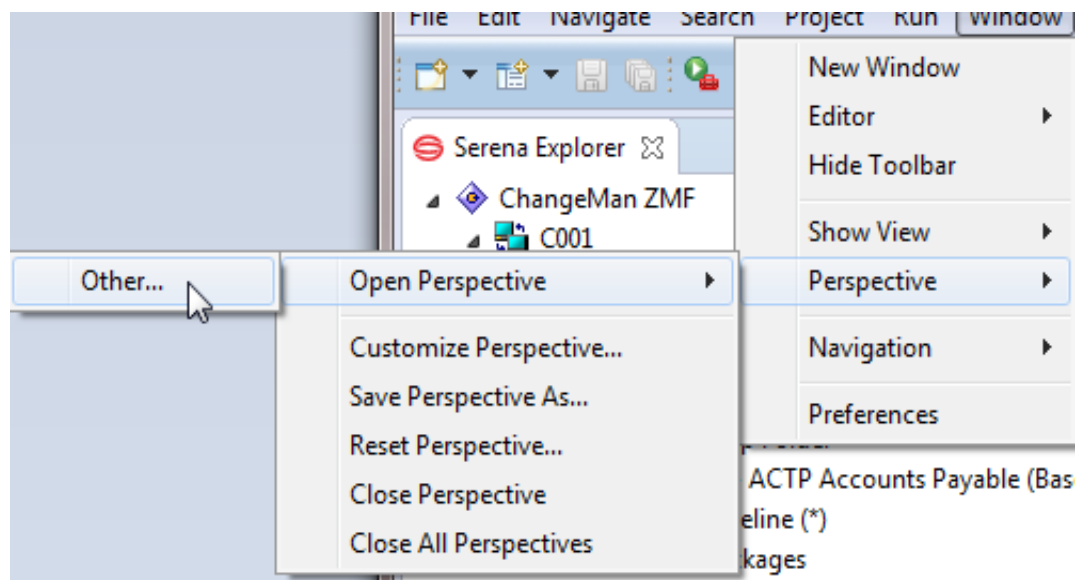 File Edit Navigate Search Project Run Window
New Window
Editor
Serena Explorer
Hide Toolbar
ChangeMan ZMF
C001
Show View
Other...
Open Perspective
Perspective
Customize Perspective...
Navigation
Save Perspective As...
Preferences
Reset Perspective...
ACTP Accounts Payable (Bas
Close Perspective
eline (*)
Close All Perspectives
kages